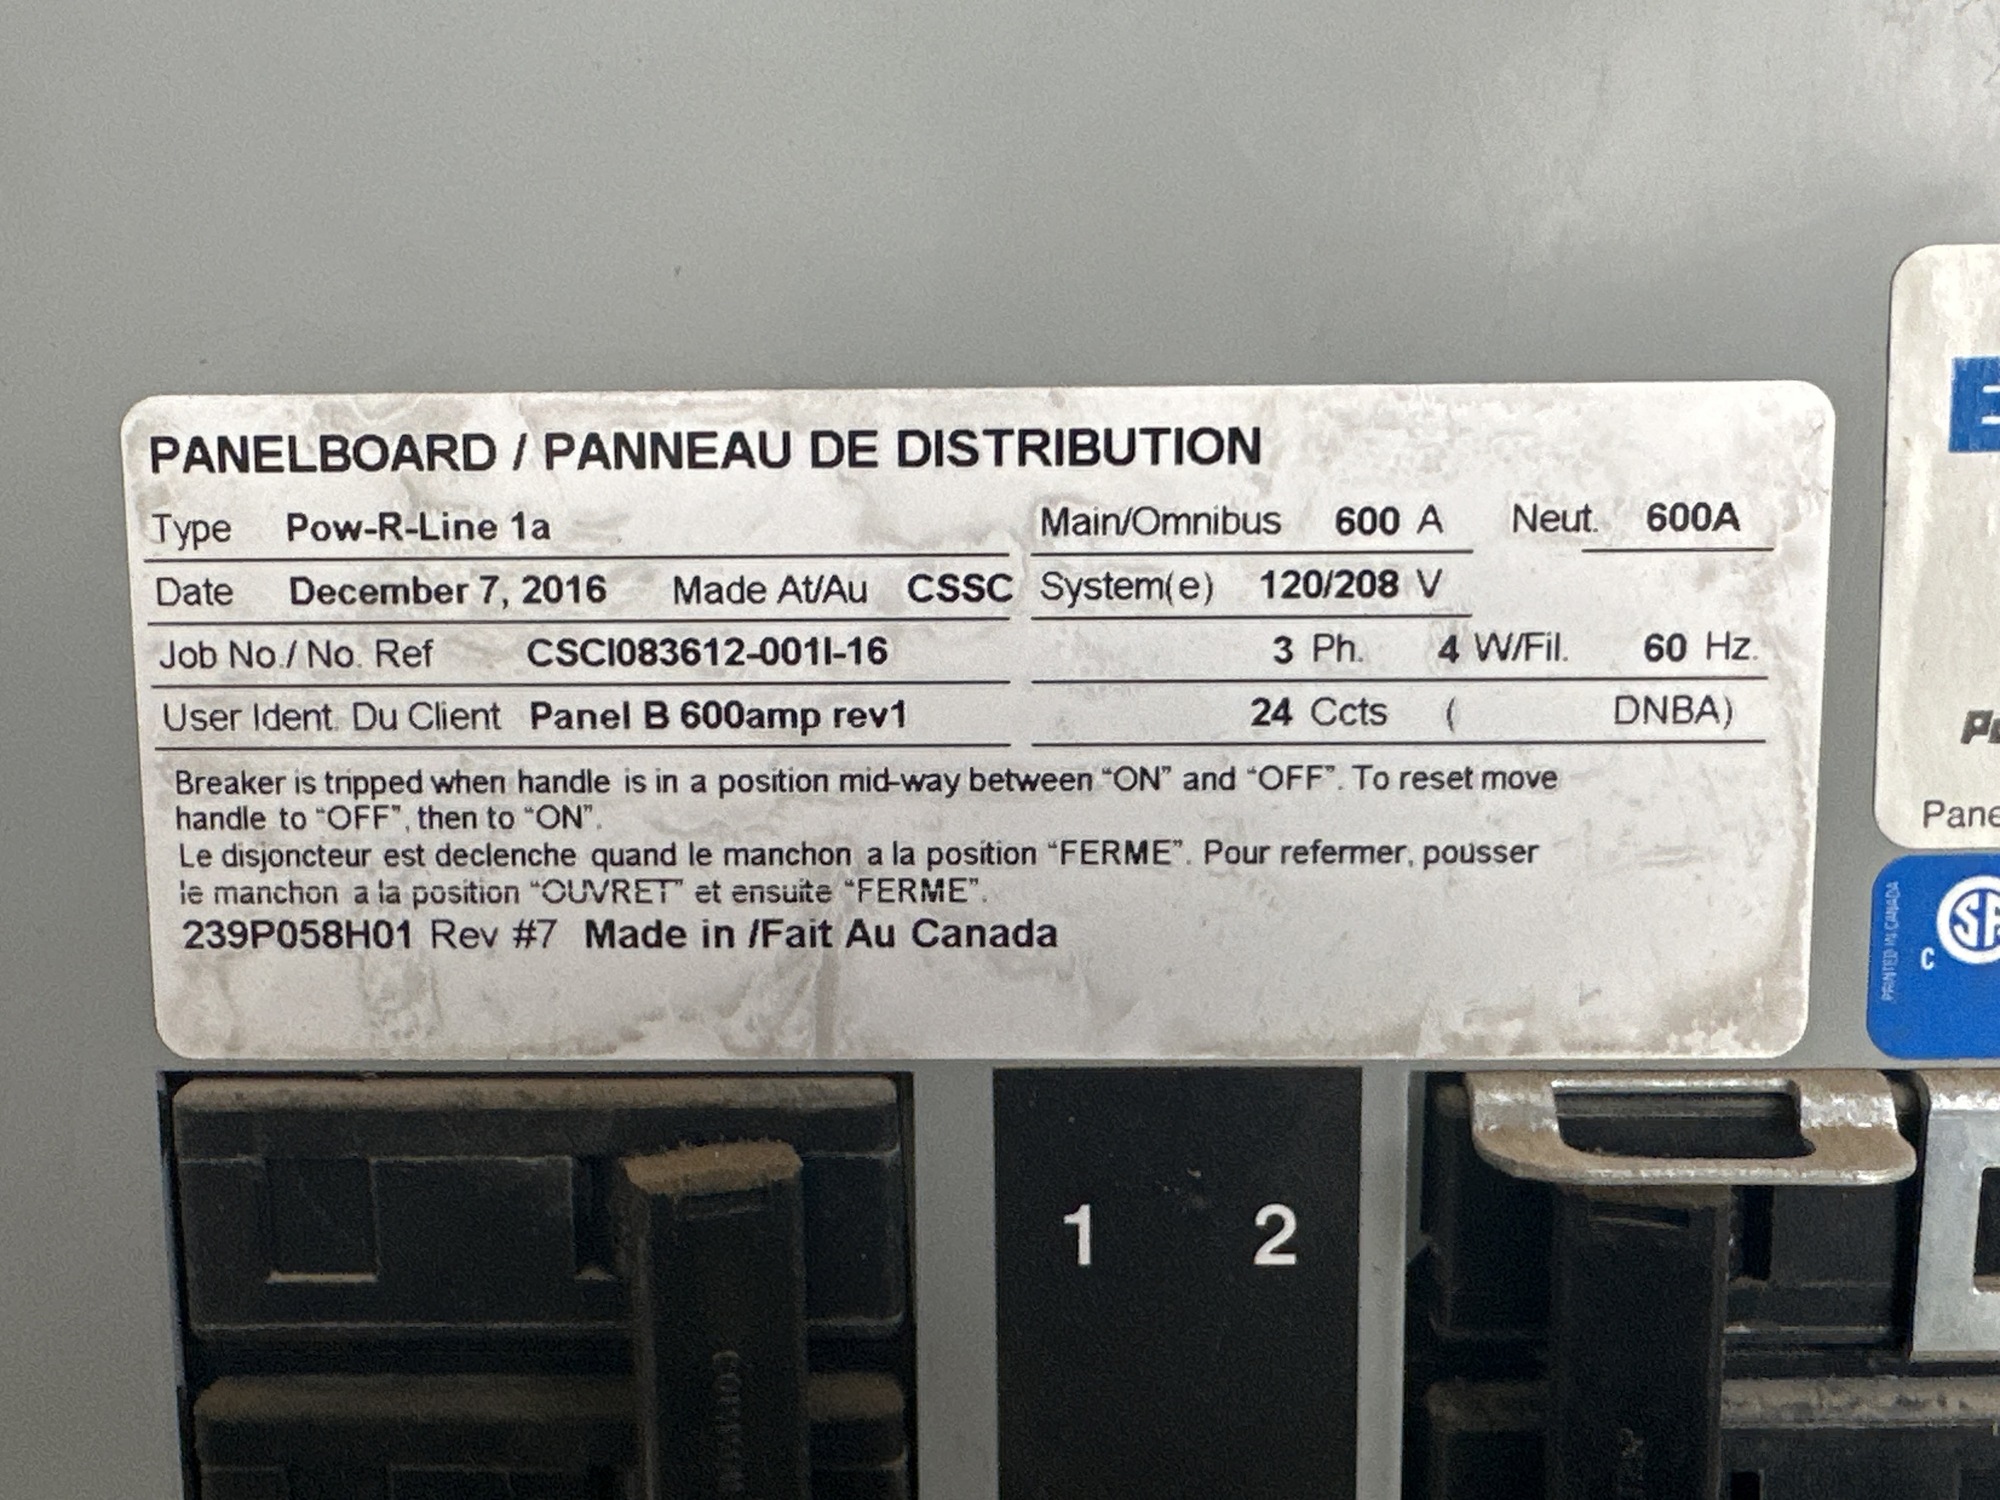 PANELBOARD / PANNEAU DE DISTRIBUTION
Type Pow-R-Line 1a Main/Omnibus 600 A Neut. 600A
Date December 7, 2016 Made At/Au CSSC System(e) 120/208 V
Job No./ No. Ref CSCI083612-001I-16 3 Ph. 4 W/Fil. 60 Hz.
User Ident. Du Client Panel B 600amp rev1 24 Ccts ( DNBA)
Breaker is tripped when handle is in a position mid-way between "ON" and "OFF". To reset move
handle to "OFF", then to "ON".
Le disjoncteur est declenche quand le manchon a la position "FERME". Pour refermer, pousser
le manchon a la position "OUVRET" et ensuite "FERME".
239P058H01 Rev #7 Made in /Fait Au Canada
Pane
PRINTED IN CANADA
C SA
1 2